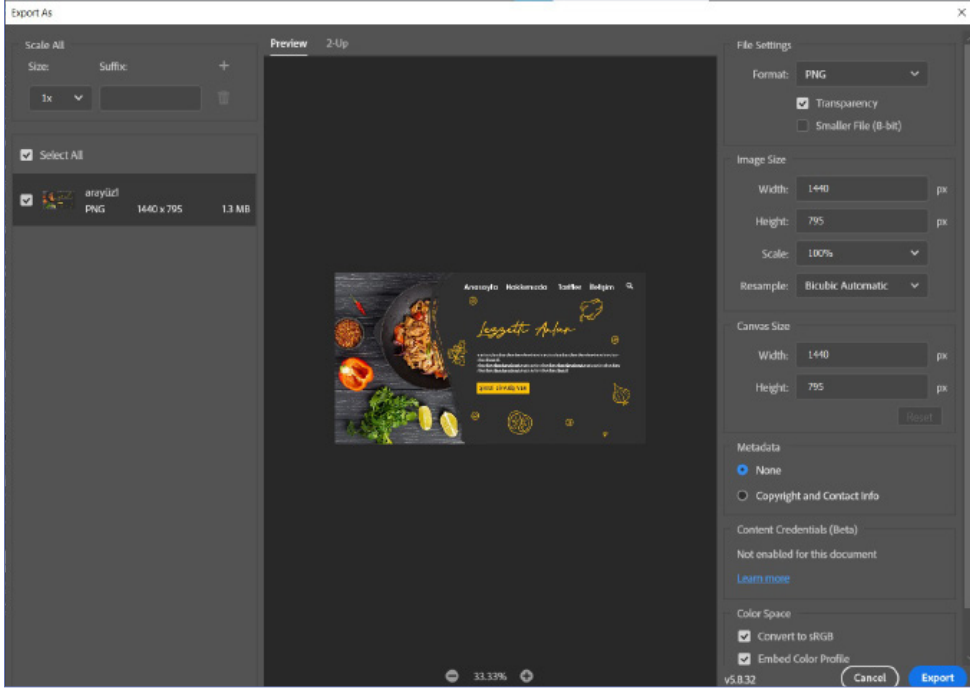 Export As
Scale All
Size:
Suffix:
1x
Select All
arayüz1
PNG
1440 x 795
1.3 MB
Preview
2-Up
Anasayfa Hakkımızda Tarifler İletişim
33.33%
File Settings
Format:
PNG
Transparency
Smaller File (8-bit)
Image Size
Width:
1440
px
Height:
795
px
Scale:
100%
Resample:
Bicubic Automatic
Canvas Size
Width:
1440
px
Height:
795
px
Reset
Metadata
None
Copyright and Contact Info
Content Credentials (Beta)
Not enabled for this document
Learn more
Color Space
Convert to sRGB
Embed Color Profile
v5.8.32
Cancel
Export